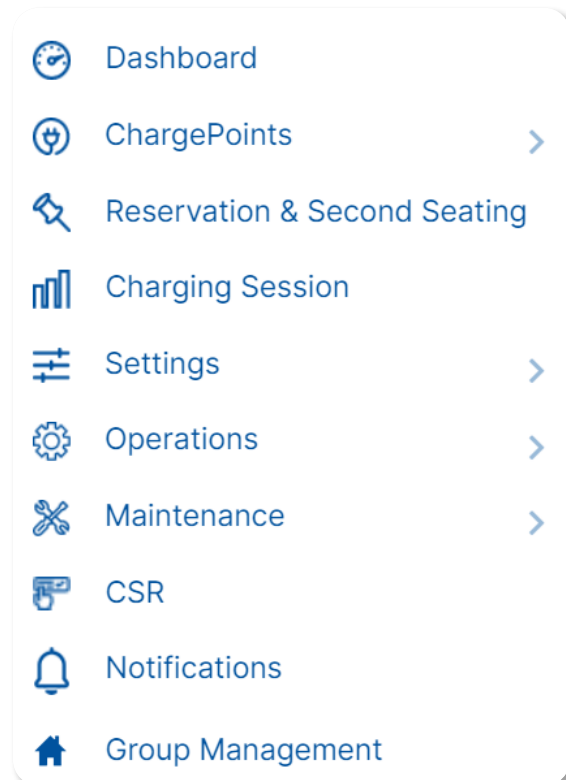 Dashboard
ChargePoints
Reservation & Second Seating
Charging Session
Settings
Operations
Maintenance
CSR
Notifications
Group Management